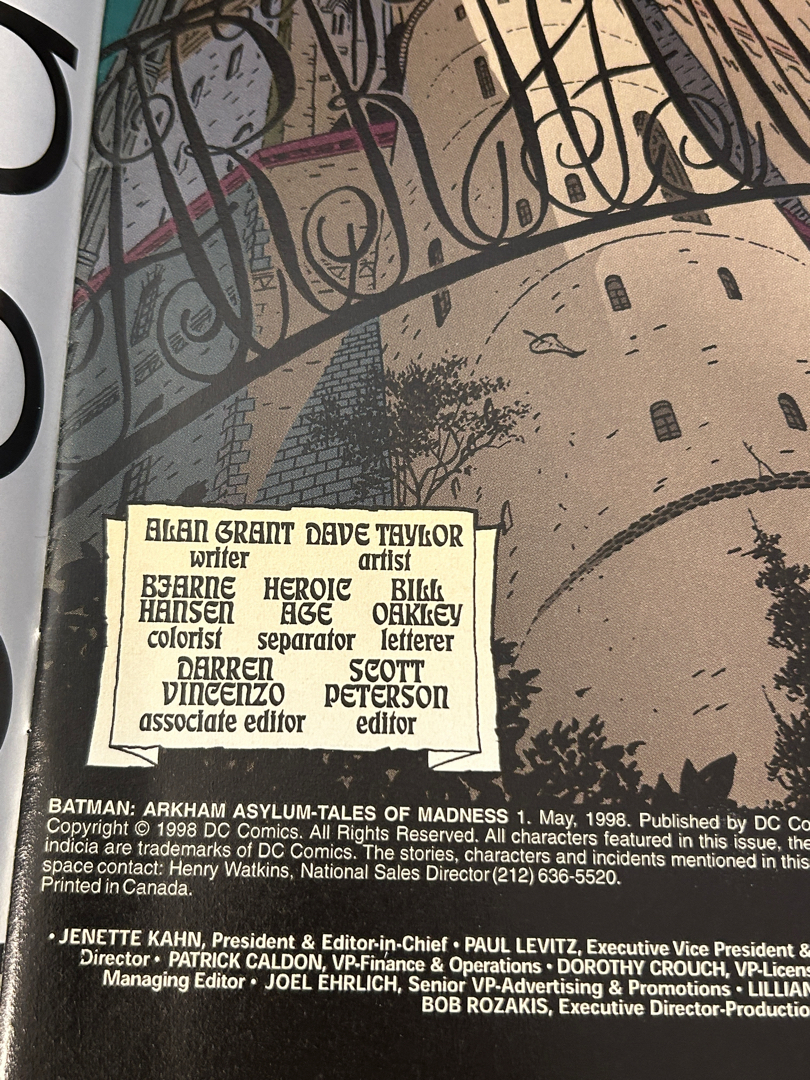 ARKHA
ALAN GRANT DAVE TAYLOR
writer artist
BJARNE HEROIC BILL
HANSEN AGE OAKLEY
colorist separator letterer
DARREN SCOTT
VINCENZO PETERSON
associate editor editor
BATMAN: ARKHAM ASYLUM-TALES OF MADNESS 1. May, 1998. Published by DC Co
Copyright © 1998 DC Comics. All Rights Reserved. All characters featured in this issue, the
indicia are trademarks of DC Comics. The stories, characters and incidents mentioned in this
space contact: Henry Watkins, National Sales Director (212) 636-5520.
Printed in Canada.
• JENETTE KAHN, President & Editor-in-Chief • PAUL LEVITZ, Executive Vice President &
Director • PATRICK CALDON, VP-Finance & Operations • DOROTHY CROUCH, VP-Licens
Managing Editor • JOEL EHRLICH, Senior VP-Advertising & Promotions • LILLIAN
BOB ROZAKIS, Executive Director-Productio